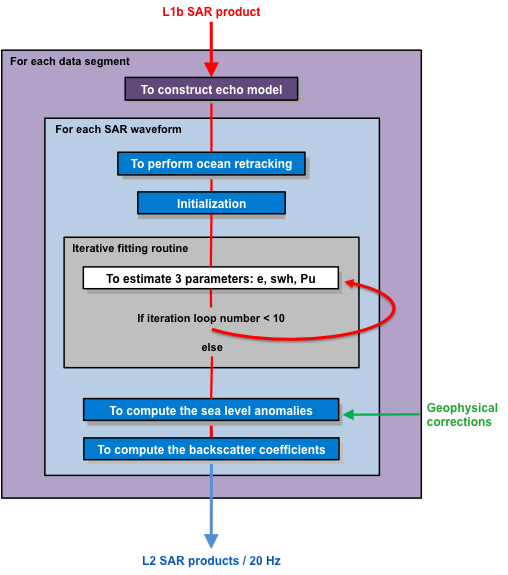 L1b SAR product
For each data segment
To construct echo model
For each SAR waveform
To perform ocean retracking
Initialization
Iterative fitting routine
To estimate 3 parameters: e, swh, Pu
If iteration loop number < 10
else
To compute the sea level anomalies
Geophysical
corrections
To compute the backscatter coefficients
L2 SAR products / 20 Hz